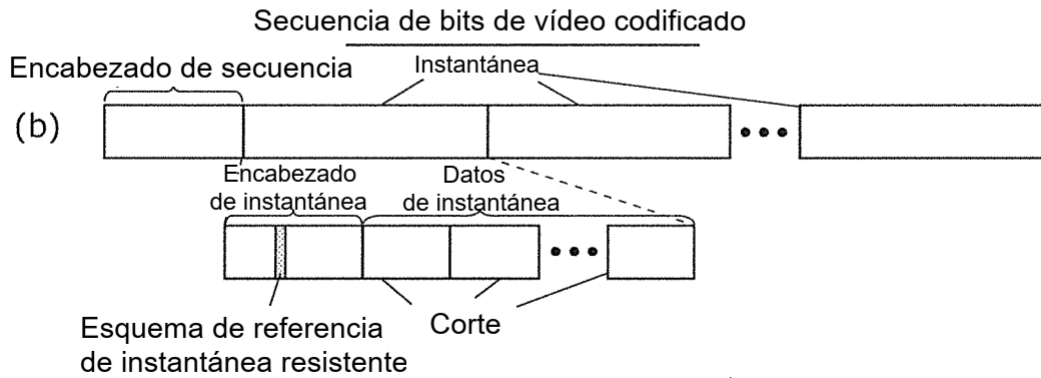 Secuencia de bits de vídeo codificado
Encabezado de secuencia
Instantánea
(b)
Encabezado
de instantánea
Datos
de instantánea
Esquema de referencia
de instantánea resistente
Corte